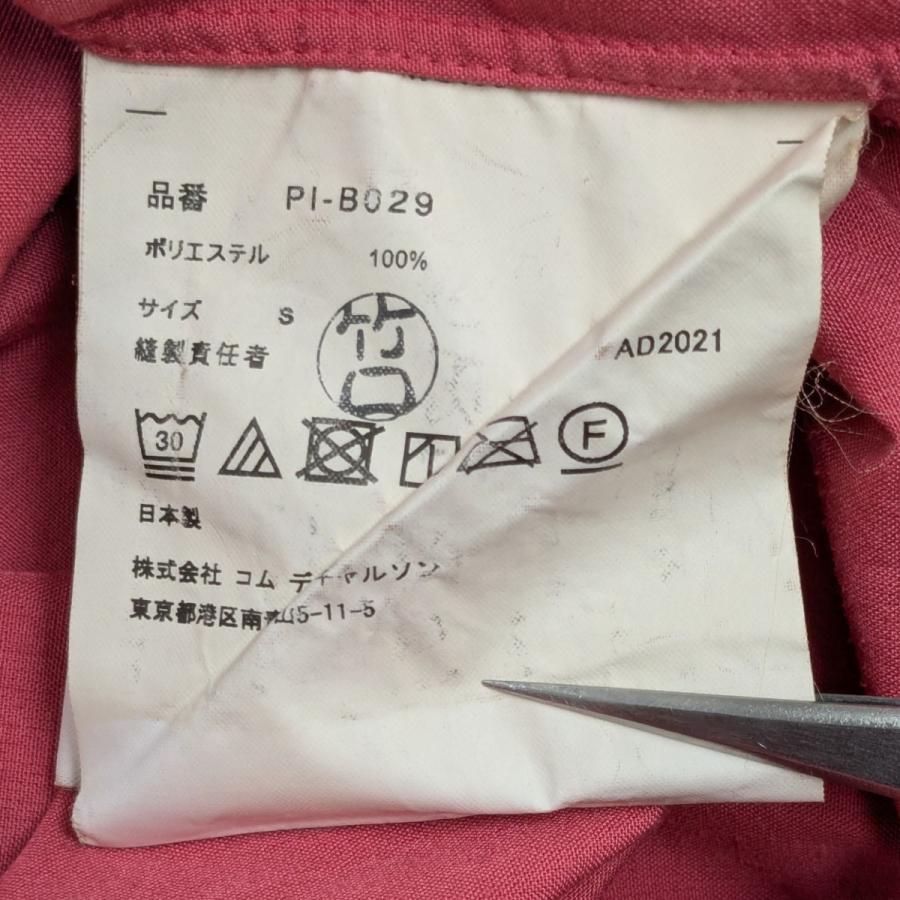 品番 PI-B029
ポリエステル 100%
サイズ S
縫製責任者 竹口
AD2021
30
F
日本製
株式会社 コム デ ギャルソン
東京都港区南青山5-11-5